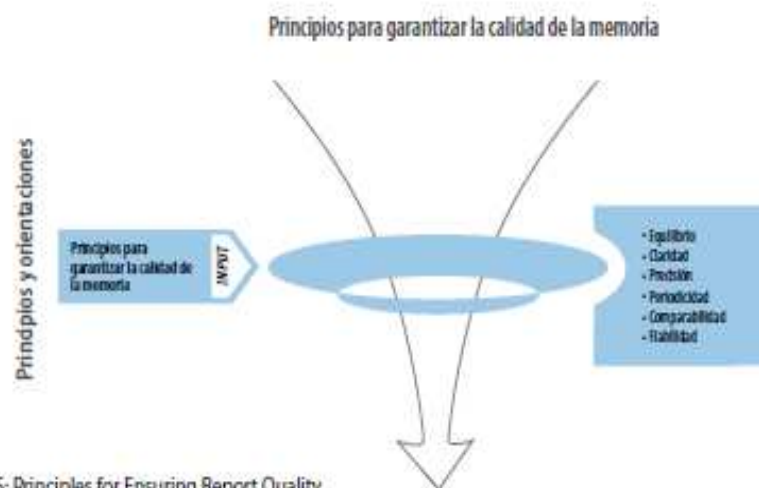 Principios para garantizar la calidad de la memoria
Principios y orientaciones
Principios para
garantizar la calidad de
la memoria
INPUT
• Equilibrio
• Claridad
• Precisión
• Periodicidad
• Comparabilidad
• Fiabilidad
: Principles for Ensuring Report Quality